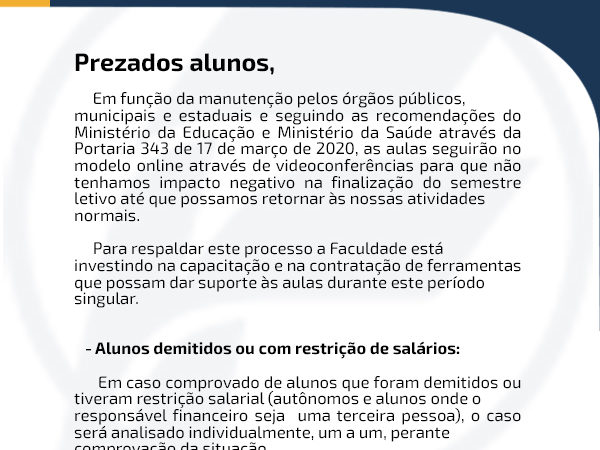 Prezados alunos,
Em função da manutenção pelos órgãos públicos,
municipais e estaduais e seguindo as recomendações do
Ministério da Educação e Ministério da Saúde através da
Portaria 343 de 17 de março de 2020, as aulas seguirão no
modelo online através de videoconferências para que não
tenhamos impacto negativo na finalização do semestre
letivo até que possamos retornar às nossas atividades
normais.
Para respaldar este processo a Faculdade está
investindo na capacitação e na contratação de ferramentas
que possam dar suporte às aulas durante este período
singular.
- Alunos demitidos ou com restrição de salários:
Em caso comprovado de alunos que foram demitidos ou
tiveram restrição salarial (autônomos e alunos onde o
responsável financeiro seja uma terceira pessoa), o caso
será analisado individualmente, um a um, perante
comprovação da situação